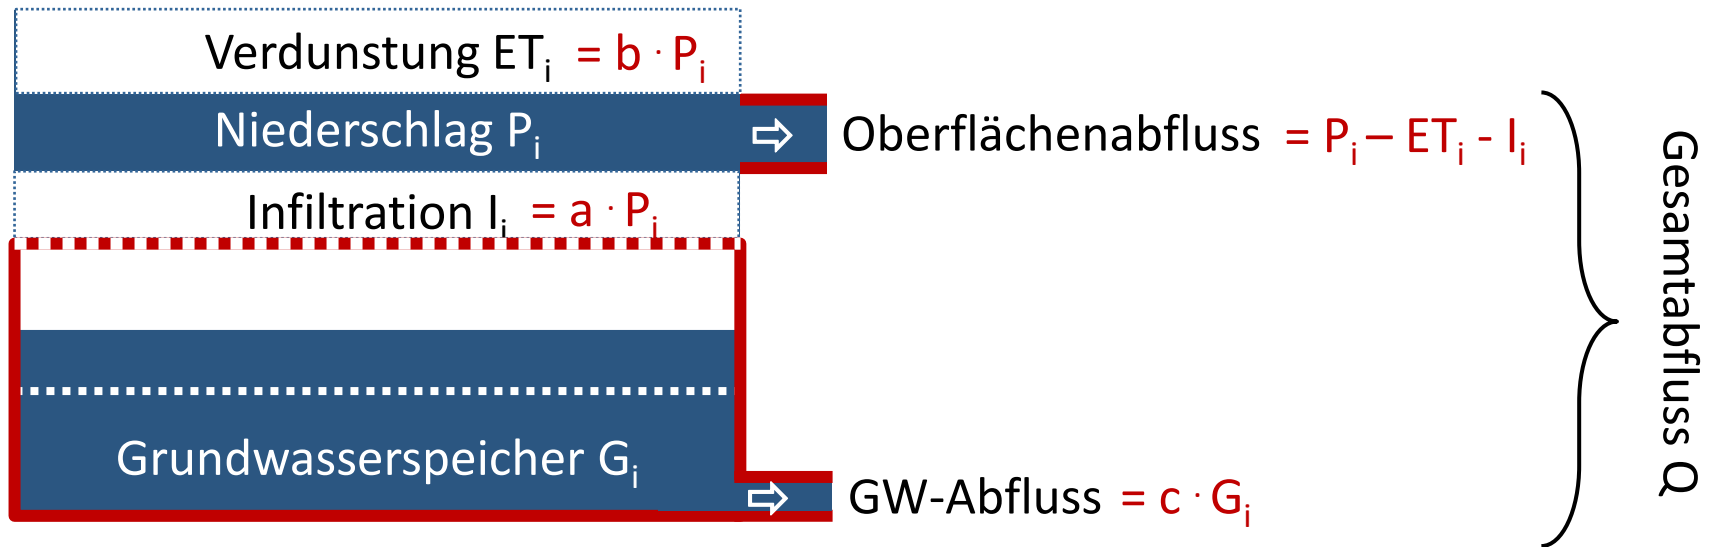 Verdunstung ETi = b · Pi
Niederschlag Pi
Oberflächenabfluss = Pi – ETi - Ii
Infiltration Ii = a · Pi
Grundwasserspeicher Gi
GW-Abfluss = c · Gi
Gesamtabfluss Q